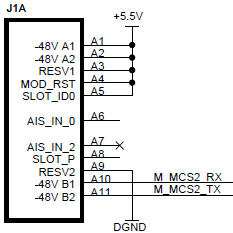 J1A
+5.5V
-48V A1 A1
-48V A2 A2
RESV1 A3
MOD_RST A4
SLOT_ID0 A5
AIS_IN_0 A6
AIS_IN_2 A7
SLOT_P A8
RESV2 A9
-48V B1 A10 M_MCS2_RX
-48V B2 A11 M_MCS2_TX
DGND